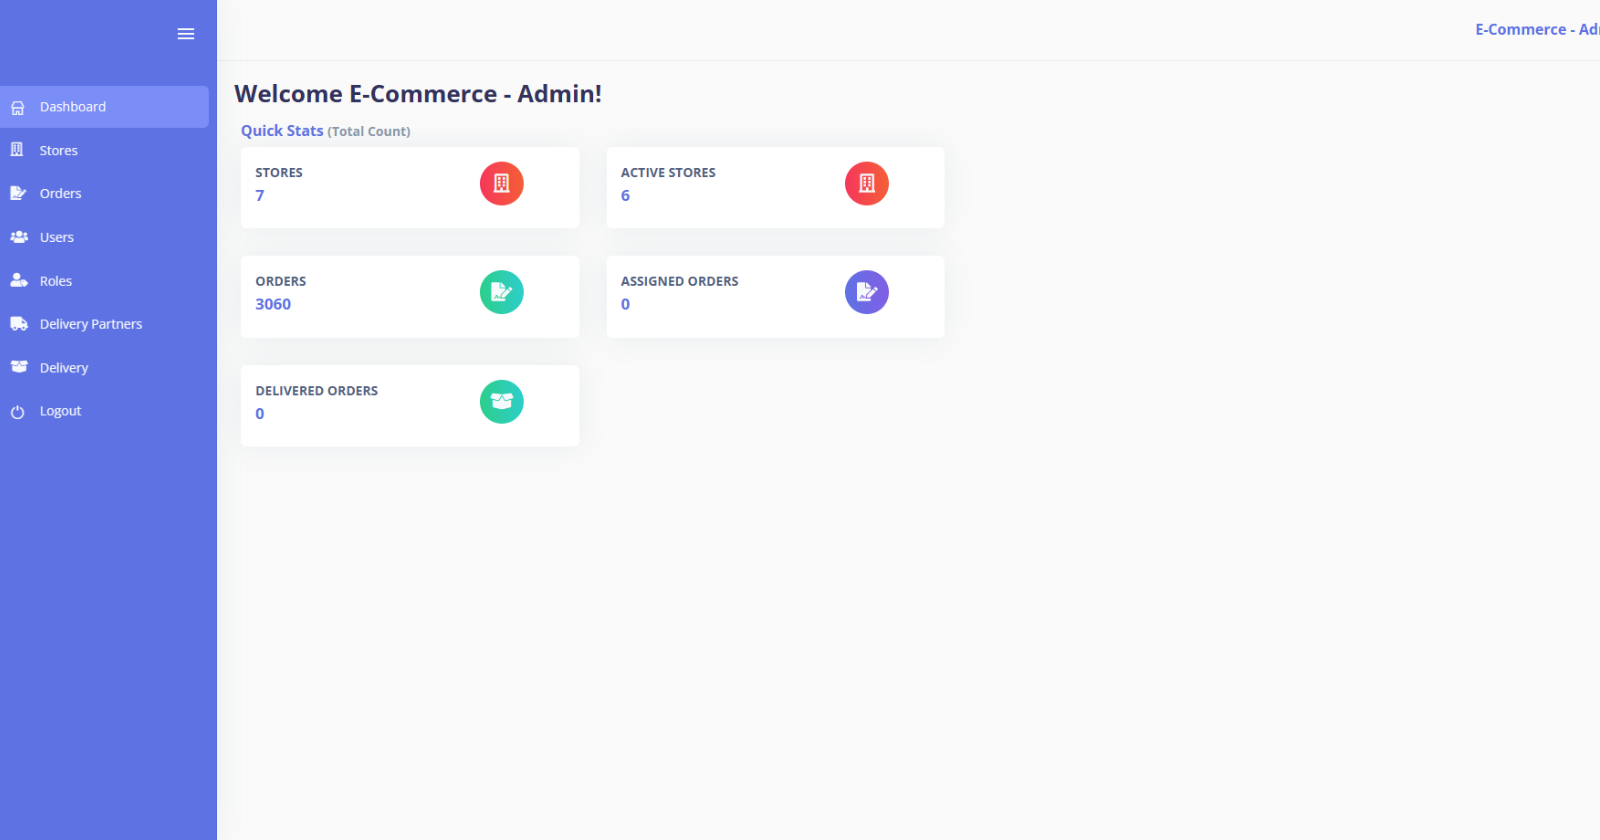 E-Commerce -
Dashboard
Stores
Orders
Users
Roles
Delivery Partners
Delivery
Logout
Welcome E-Commerce - Admin!
Quick Stats (Total Count)
STORES
7
ACTIVE STORES
6
ORDERS
3060
ASSIGNED ORDERS
0
DELIVERED ORDERS
0